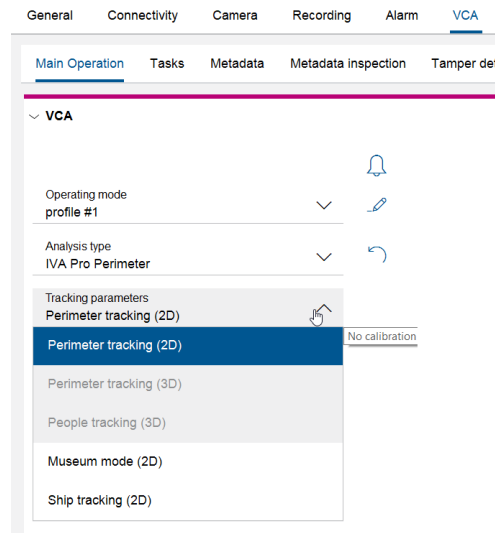 General Connectivity Camera Recording Alarm VCA
Main Operation Tasks Metadata Metadata inspection Tamper det
VCA
Operating mode
profile #1
Analysis type
IVA Pro Perimeter
Tracking parameters
Perimeter tracking (2D)
No calibration
Perimeter tracking (2D)
Perimeter tracking (3D)
People tracking (3D)
Museum mode (2D)
Ship tracking (2D)